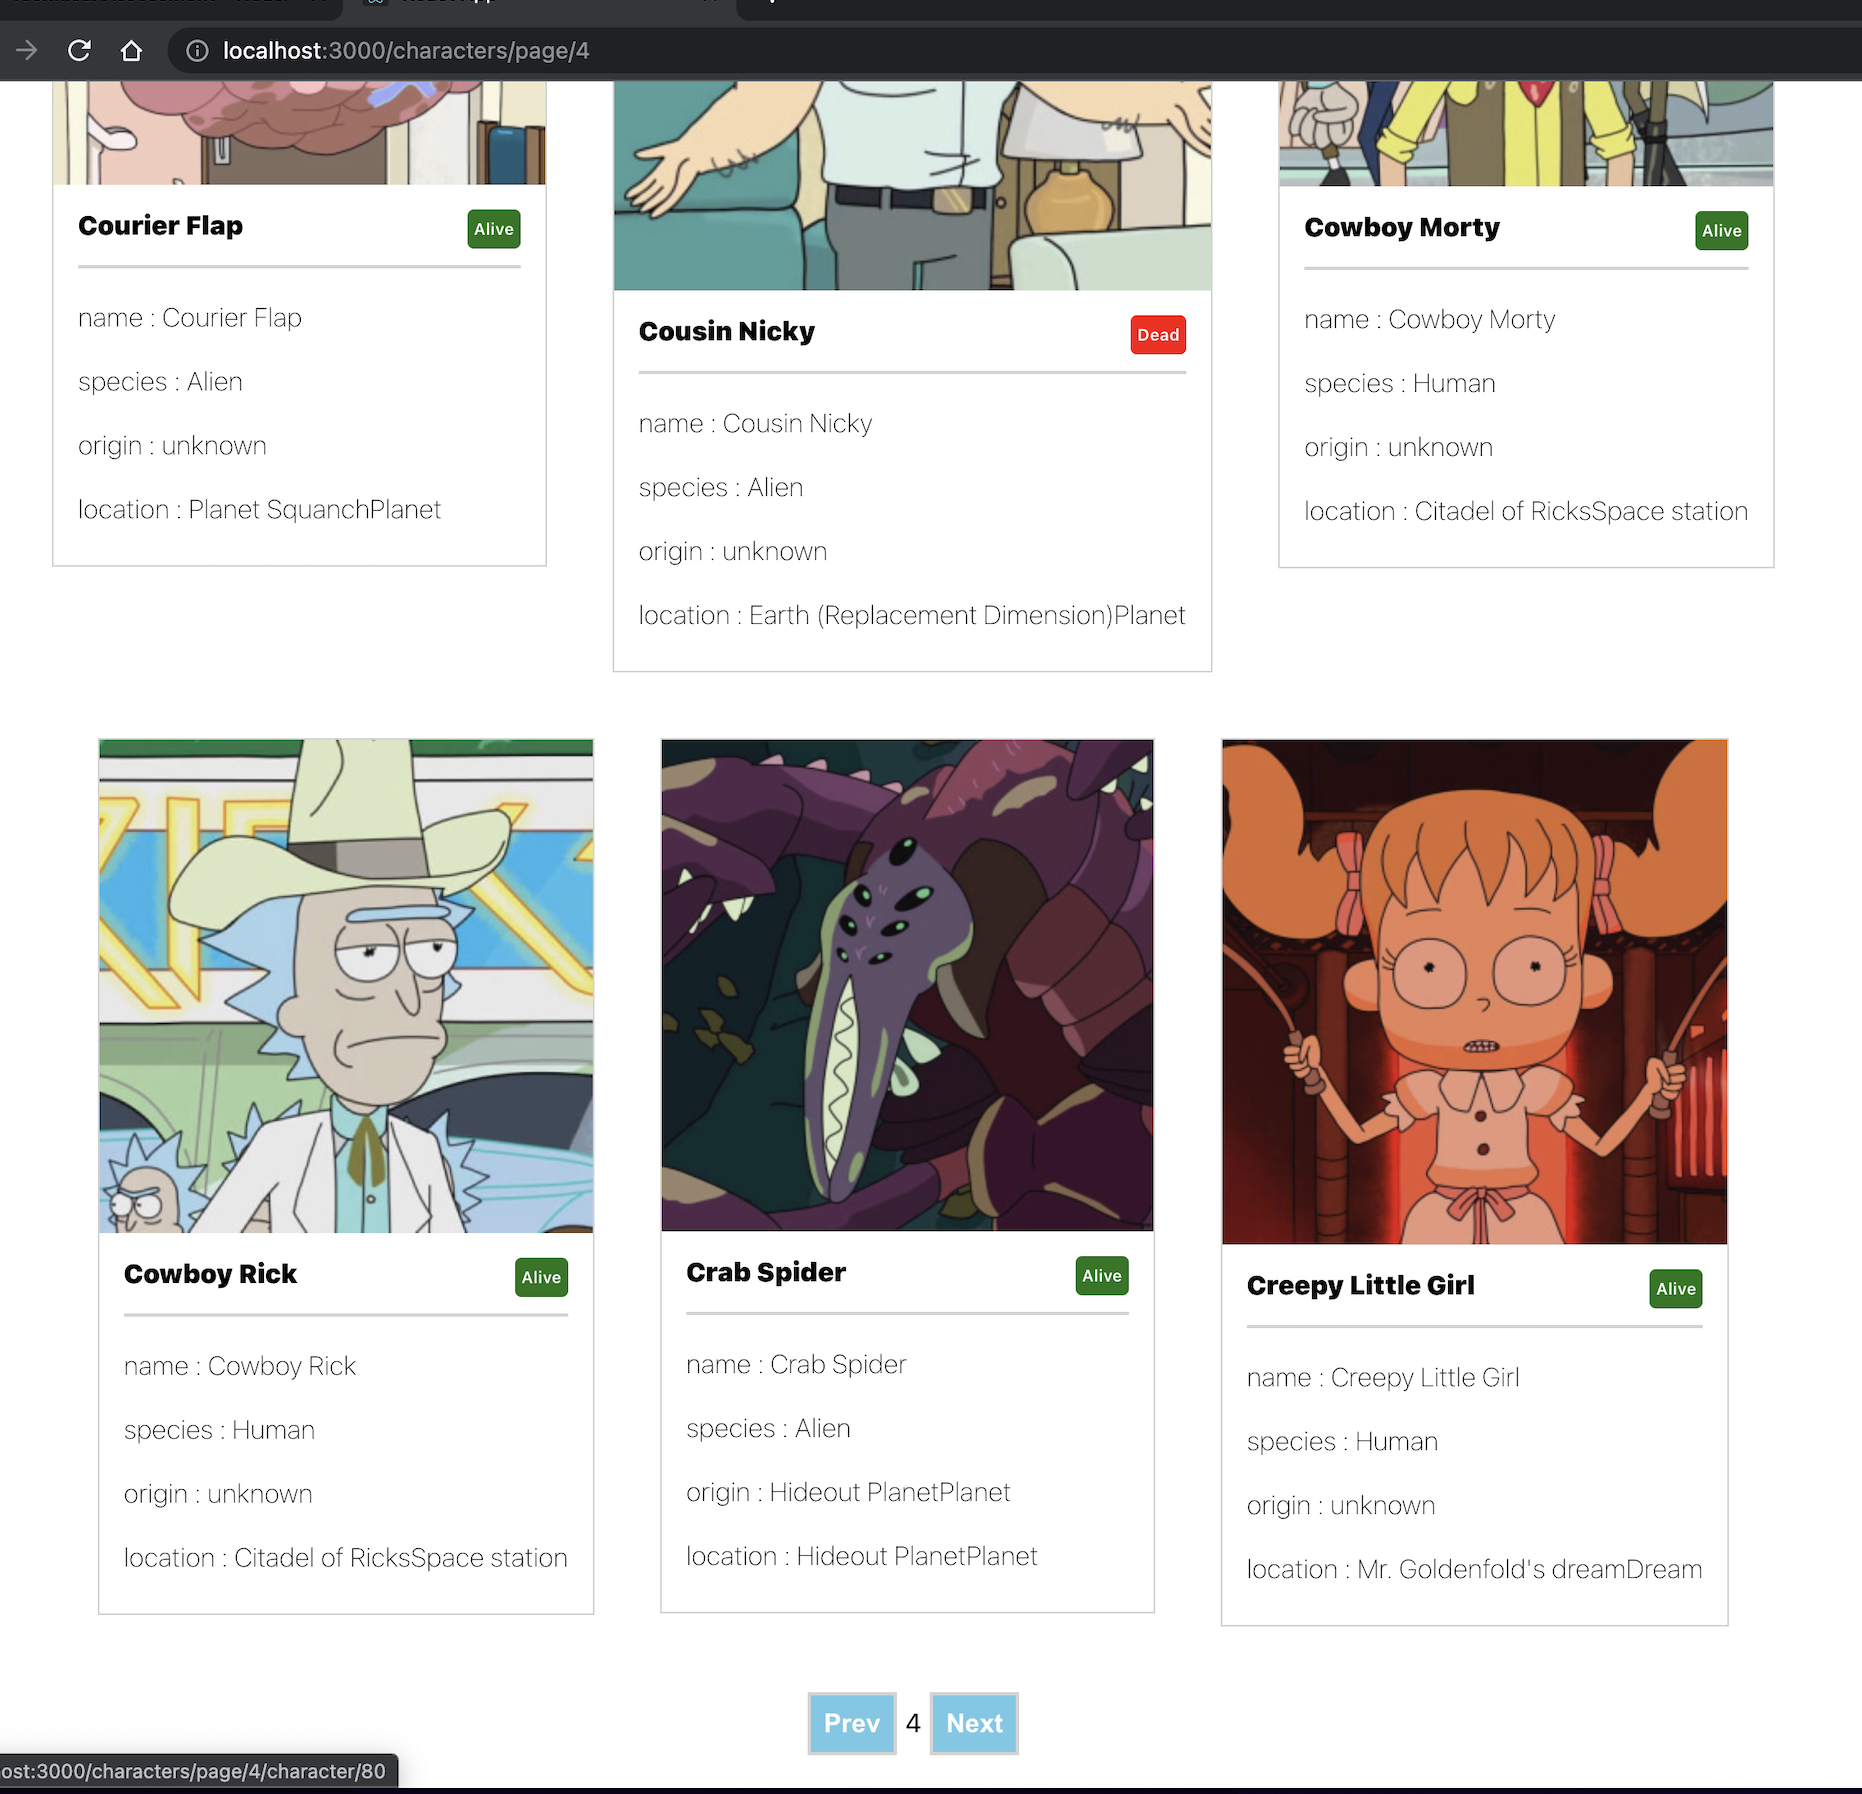 localhost:3000/characters/page/4
Courier Flap
Alive
name : Courier Flap
species : Alien
origin : unknown
location : Planet SquanchPlanet
Cousin Nicky
Dead
name : Cousin Nicky
species : Alien
origin : unknown
location : Earth (Replacement Dimension)Planet
Cowboy Morty
Alive
name : Cowboy Morty
species : Human
origin : unknown
location : Citadel of RicksSpace station
Cowboy Rick
Alive
name : Cowboy Rick
species : Human
origin : unknown
location : Citadel of RicksSpace station
Crab Spider
Alive
name : Crab Spider
species : Alien
origin : Hideout PlanetPlanet
location : Hideout PlanetPlanet
Creepy Little Girl
Alive
name : Creepy Little Girl
species : Human
origin : unknown
location : Mr. Goldenfold's dreamDream
Prev 4 Next
ost:3000/characters/page/4/character/80